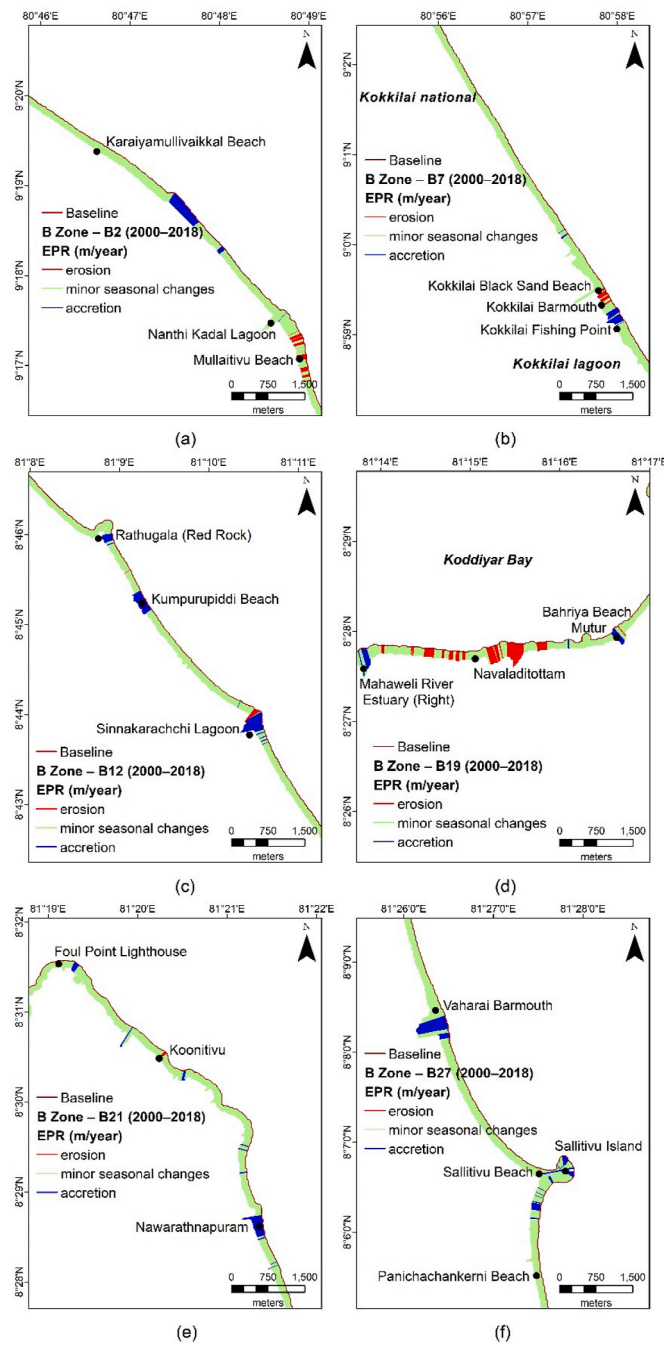 80°46'E 80°47'E 80°48'E 80°49'E
N
9°20'N
Karaiyamullivaikkal Beach
9°19'N
Baseline
B Zone – B2 (2000–2018)
EPR (m/year)
erosion
minor seasonal changes
accretion
9°18'N
Nanthi Kadal Lagoon
Mullaitivu Beach
9°17'N
0 750 1,500
meters
(a)
80°56'E 80°57'E 80°58'E
N
9°2'N
Kokkilai national
9°1'N
Baseline
B Zone – B7 (2000–2018)
EPR (m/year)
erosion
minor seasonal changes
accretion
9°0'N
Kokkilai Black Sand Beach
Kokkilai Barmouth
Kokkilai Fishing Point
8°59'N
Kokkilai lagoon
0 750 1,500
meters
(b)
81°8'E 81°9'E 81°10'E 81°11'E
N
8°46'N
Rathugala (Red Rock)
Kumpurupiddi Beach
8°45'N
8°44'N
Sinnakarachchi Lagoon
Baseline
B Zone – B12 (2000–2018)
EPR (m/year)
erosion
minor seasonal changes
accretion
8°43'N
0 750 1,500
meters
(c)
81°14'E 81°15'E 81°16'E 81°17'E
N
8°29'N
Koddiyar Bay
Bahriya Beach
Mutur
8°28'N
Navaladitottam
Mahaweli River
Estuary (Right)
8°27'N
Baseline
B Zone – B19 (2000–2018)
EPR (m/year)
erosion
minor seasonal changes
accretion
8°26'N
0 750 1,500
meters
(d)
81°19'E 81°20'E 81°21'E 81°22'E
N
8°32'N
Foul Point Lighthouse
8°31'N
Koonitivu
8°30'N
Baseline
B Zone – B21 (2000–2018)
EPR (m/year)
erosion
minor seasonal changes
accretion
8°29'N
Nawarathnapuram
8°28'N
0 750 1,500
meters
(e)
81°26'0"E 81°27'0"E 81°28'0"E
N
8°9'0"N
Vaharai Barmouth
8°8'0"N
Baseline
B Zone – B27 (2000–2018)
EPR (m/year)
erosion
minor seasonal changes
accretion
8°7'0"N
Sallitivu Island
Sallitivu Beach
8°6'0"N
Panichachankerni Beach
0 750 1,500
meters
(f)